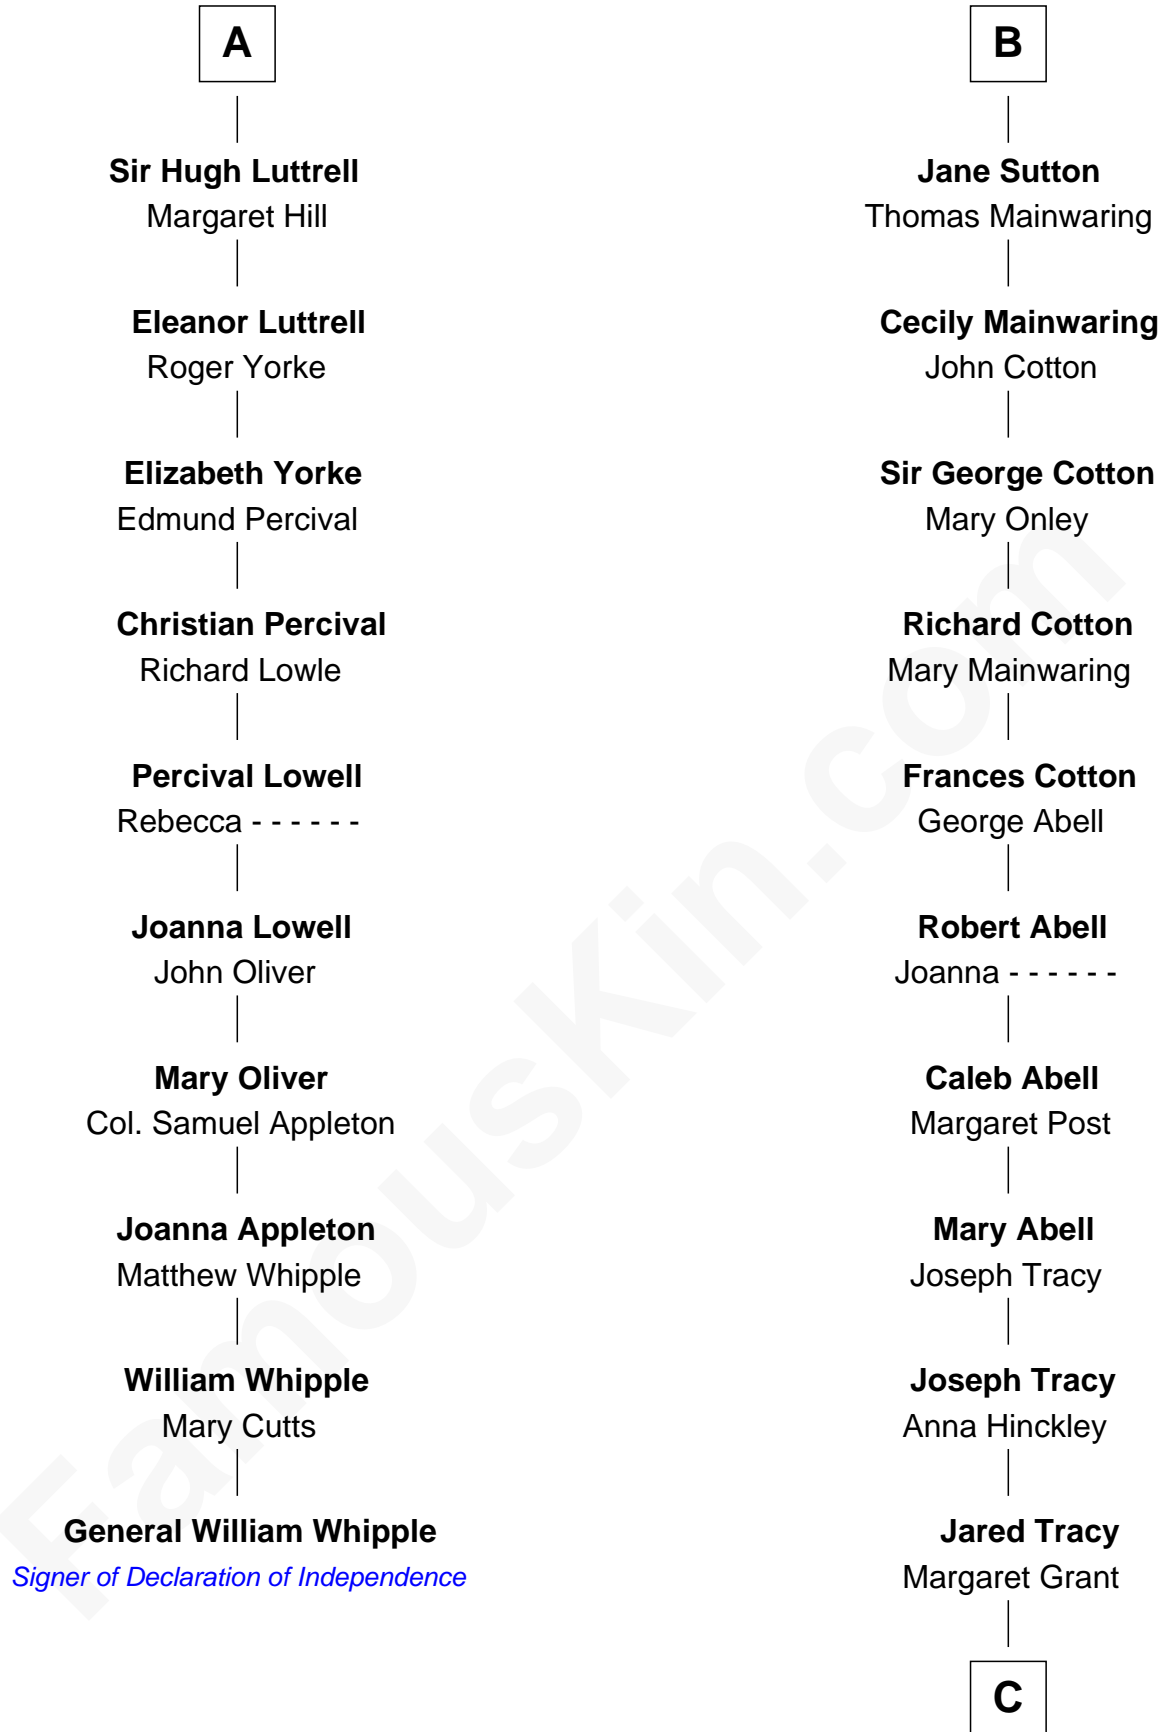 A
Sir Hugh Luttrell
Margaret Hill
Eleanor Luttrell
Roger Yorke
Elizabeth Yorke
Edmund Percival
Christian Percival
Richard Lowle
Percival Lowell
Rebecca - - - - - -
Joanna Lowell
John Oliver
Mary Oliver
Col. Samuel Appleton
Joanna Appleton
Matthew Whipple
William Whipple
Mary Cutts
General William Whipple
Signer of Declaration of Independence
B
Jane Sutton
Thomas Mainwaring
Cecily Mainwaring
John Cotton
Sir George Cotton
Mary Onley
Richard Cotton
Mary Mainwaring
Frances Cotton
George Abell
Robert Abell
Joanna - - - - - -
Caleb Abell
Margaret Post
Mary Abell
Joseph Tracy
Joseph Tracy
Anna Hinckley
Jared Tracy
Margaret Grant
C
FamousKin.com